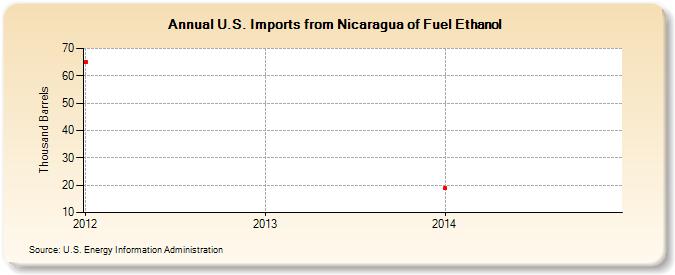 Annual U.S. Imports from Nicaragua of Fuel Ethanol
Thousand Barrels
70
60
50
40
30
20
10
2012 2013 2014
Source: U.S. Energy Information Administration